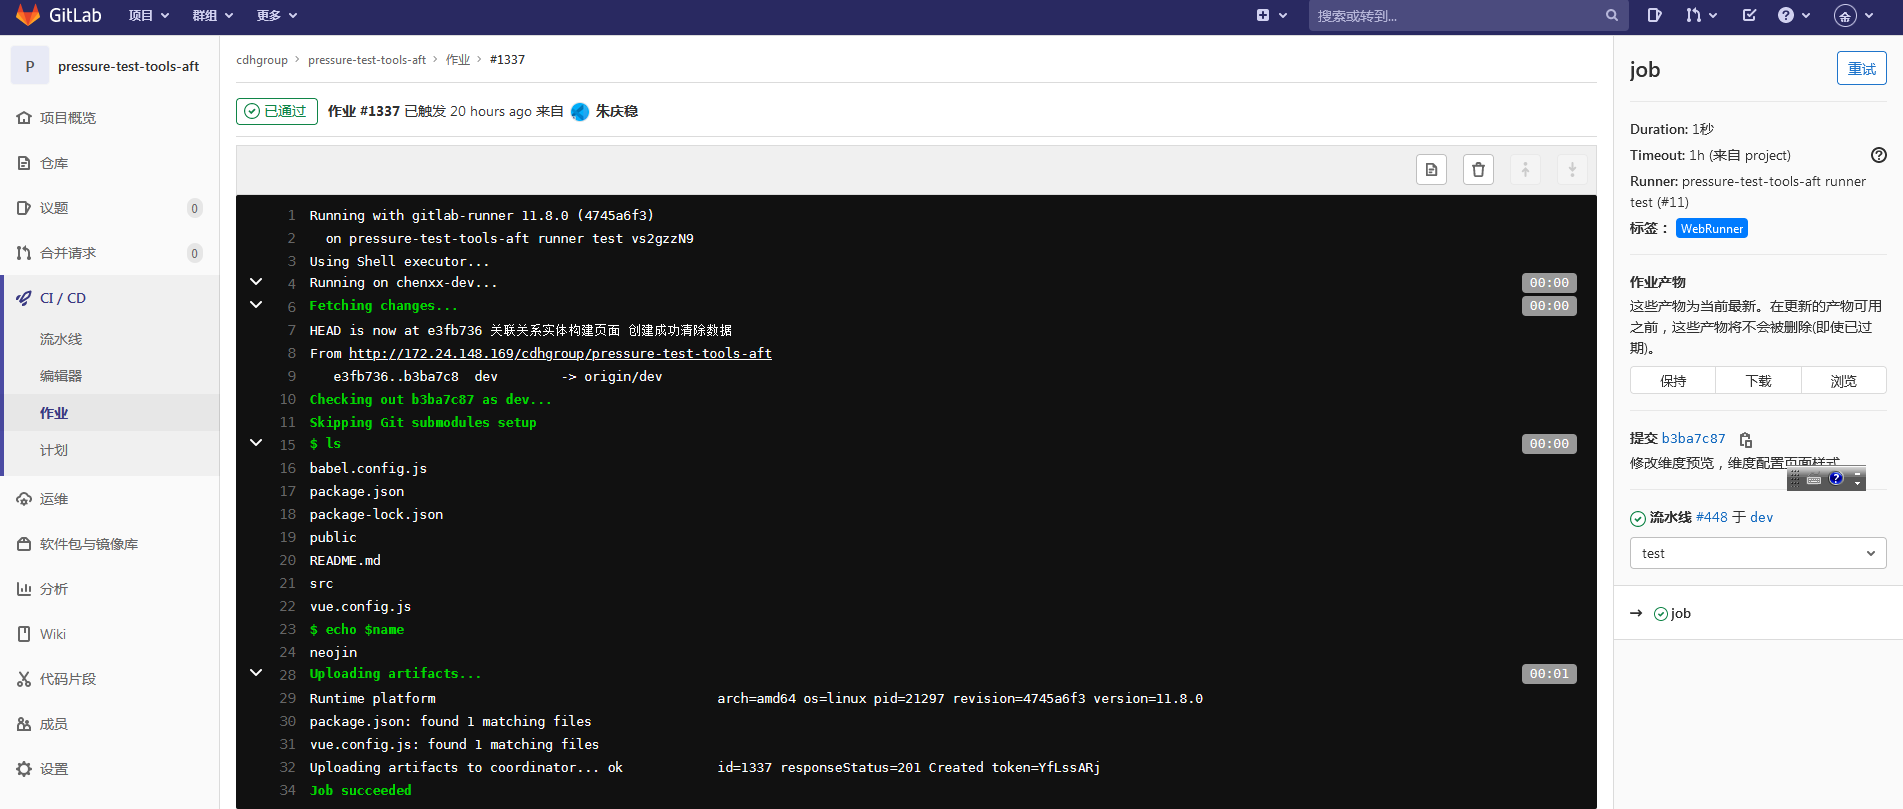 GitLab 项目 群组 更多 搜索或转到...
P pressure-test-tools-aft
项目概览
仓库
议题 0
合并请求 0
CI / CD
流水线
编辑器
作业
计划
运维
软件包与镜像库
分析
Wiki
代码片段
成员
设置
cdhgroup > pressure-test-tools-aft > 作业 > #1337
已通过 作业 #1337 已触发 20 hours ago 来自 朱庆稳
1 Running with gitlab-runner 11.8.0 (4745a6f3)
2 on pressure-test-tools-aft runner test vs2gzzN9
3 Using Shell executor...
4 Running on chenxx-dev... 00:00
6 Fetching changes... 00:00
7 HEAD is now at e3fb736 关联关系实体构建页面 创建成功清除数据
8 From http://172.24.148.169/cdhgroup/pressure-test-tools-aft
9 e3fb736..b3ba7c8 dev -> origin/dev
10 Checking out b3ba7c87 as dev...
11 Skipping Git submodules setup
15 $ ls 00:00
16 babel.config.js
17 package.json
18 package-lock.json
19 public
20 README.md
21 src
22 vue.config.js
23 $ echo $name
24 neojin
28 Uploading artifacts... 00:01
29 Runtime platform arch=amd64 os=linux pid=21297 revision=4745a6f3 version=11.8.0
30 package.json: found 1 matching files
31 vue.config.js: found 1 matching files
32 Uploading artifacts to coordinator... ok id=1337 responseStatus=201 Created token=YfLssARj
34 Job succeeded
job 重试
Duration: 1秒
Timeout: 1h (来自 project)
Runner: pressure-test-tools-aft runner
test (#11)
标签： WebRunner
作业产物
这些产物为当前最新。在更新的产物可用
之前，这些产物将不会被删除(即使已过
期)。
保持 下载 浏览
提交 b3ba7c87
修改维度预览，维度配置页面样式
流水线 #448 于 dev
test
→ job